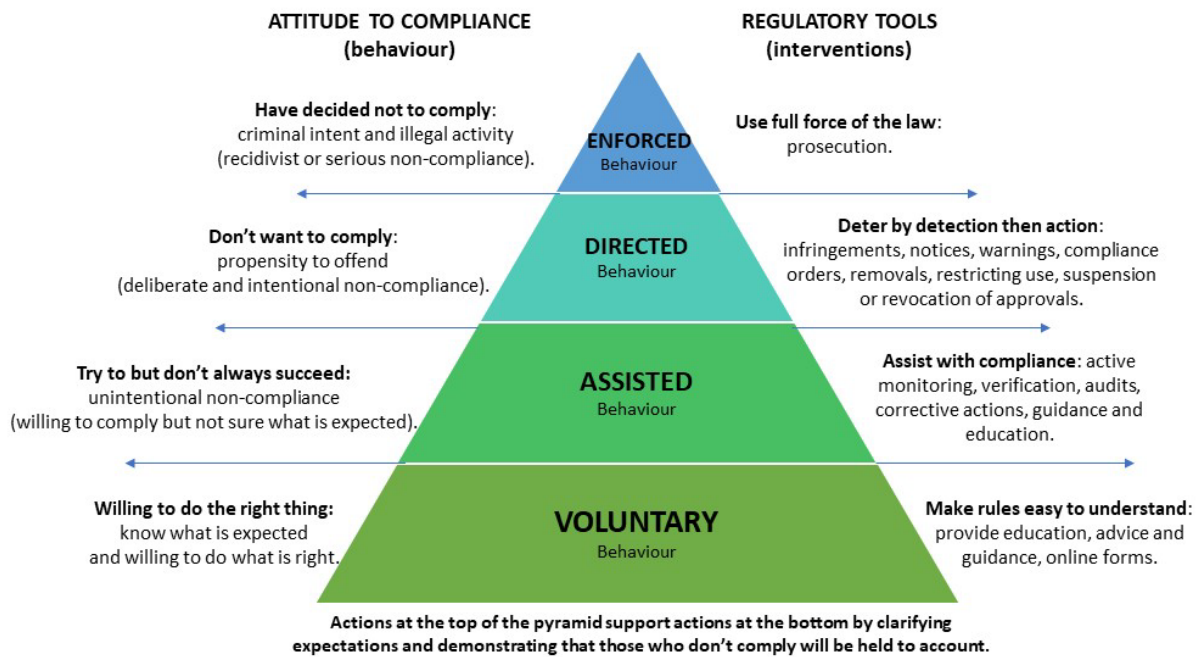 ATTITUDE TO COMPLIANCE
(behaviour)
REGULATORY TOOLS
(interventions)
Have decided not to comply:
criminal intent and illegal activity
(recidivist or serious non-compliance).
ENFORCED
Behaviour
Use full force of the law:
prosecution.
Don’t want to comply:
propensity to offend
(deliberate and intentional non-compliance).
DIRECTED
Behaviour
Deter by detection then action:
infringements, notices, warnings, compliance
orders, removals, restricting use, suspension
or revocation of approvals.
Try to but don’t always succeed:
unintentional non-compliance
(willing to comply but not sure what is expected).
ASSISTED
Behaviour
Assist with compliance: active
monitoring, verification, audits,
corrective actions, guidance and
education.
Willing to do the right thing:
know what is expected
and willing to do what is right.
VOLUNTARY
Behaviour
Make rules easy to understand:
provide education, advice and
guidance, online forms.
Actions at the top of the pyramid support actions at the bottom by clarifying
expectations and demonstrating that those who don’t comply will be held to account.